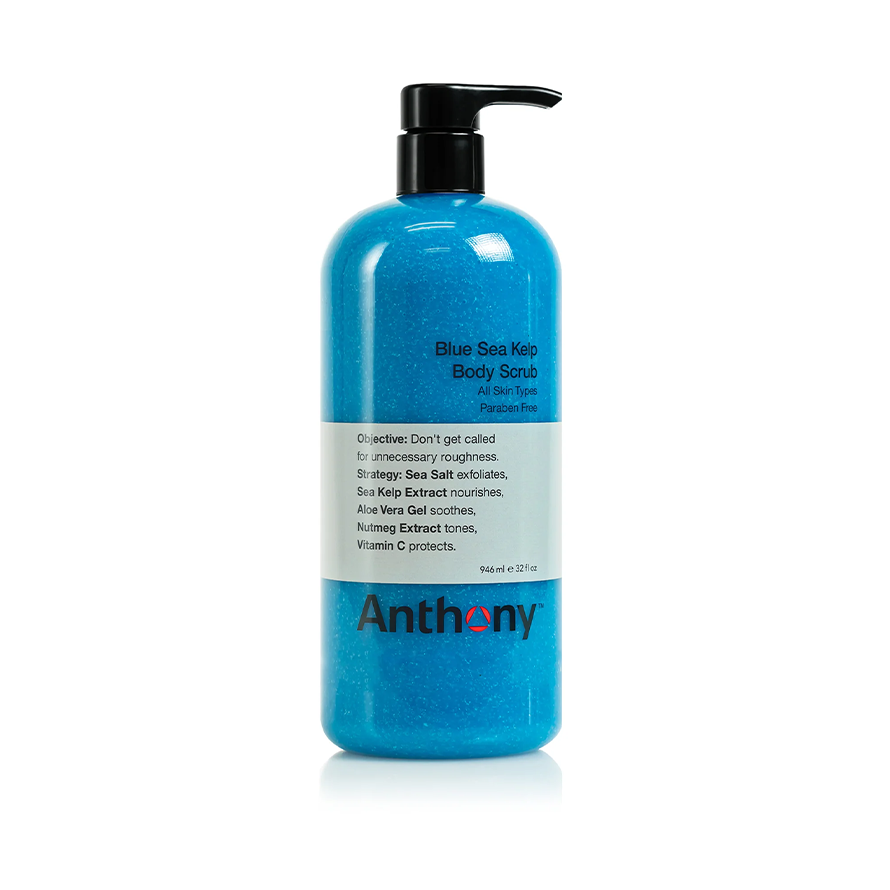 Blue Sea Kelp
Body Scrub
All Skin Types
Paraben Free
Objective: Don't get called
for unnecessary roughness.
Strategy: Sea Salt exfoliates,
Sea Kelp Extract nourishes,
Aloe Vera Gel soothes,
Nutmeg Extract tones,
Vitamin C protects.
946 ml e 32 fl oz
Anthony™